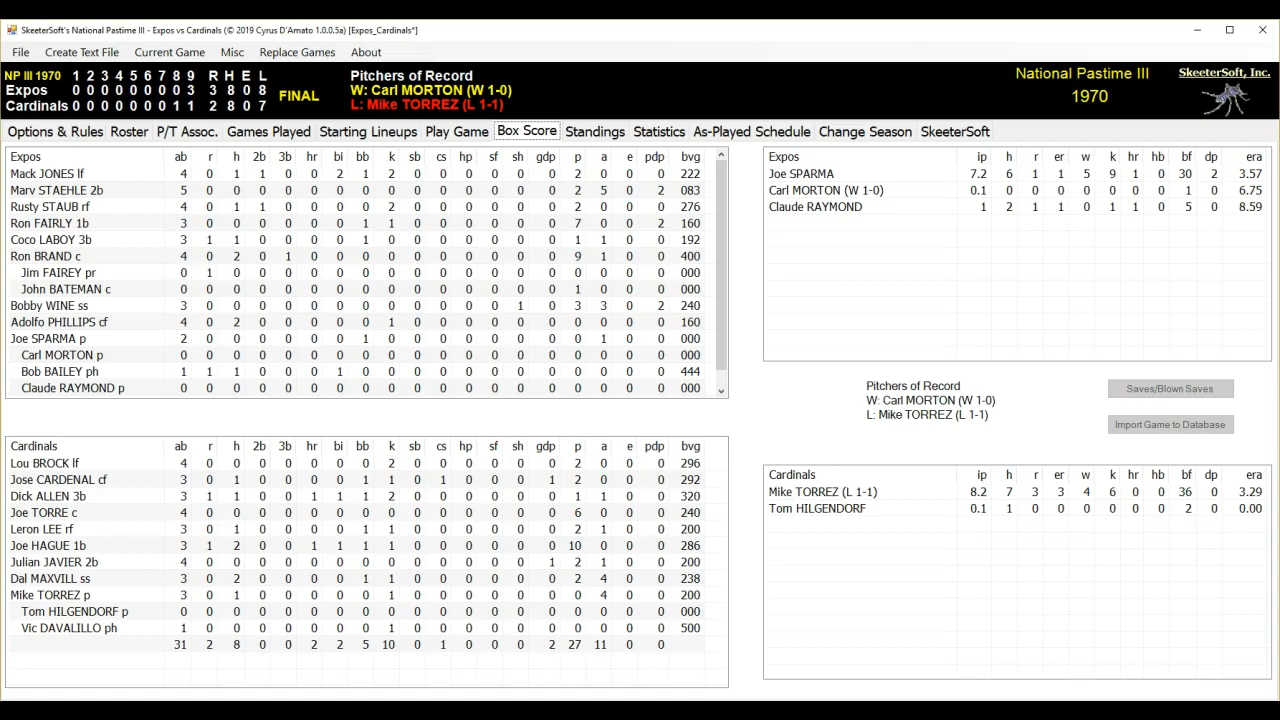 SkeeterSoft's National Pastime III - Expos vs Cardinals (© 2019 Cyrus D'Amato 1.0.0.5a) [Expos_Cardinals*]
File Create Text File Current Game Misc Replace Games About
NP III 1970 1 2 3 4 5 6 7 8 9 R H E L
Expos 0 0 0 0 0 0 0 0 3 3 8 0 8
Cardinals 0 0 0 0 0 0 0 1 1 2 8 0 7
FINAL
Pitchers of Record
W: Carl MORTON (W 1-0)
L: Mike TORREZ (L 1-1)
National Pastime III
1970
SkeeterSoft, Inc.
Options & Rules Roster P/T Assoc. Games Played Starting Lineups Play Game Box Score Standings Statistics As-Played Schedule Change Season SkeeterSoft
Expos ab r h 2b 3b hr bi bb k sb cs hp sf sh gdp p a e pdp bvg
Mack JONES lf 4 0 1 1 0 0 2 1 2 0 0 0 0 0 0 2 0 0 0 222
Marv STAEHLE 2b 5 0 0 0 0 0 0 0 0 0 0 0 0 0 0 2 5 0 2 083
Rusty STAUB rf 4 0 1 1 0 0 0 0 2 0 0 0 0 0 0 2 0 0 0 276
Ron FAIRLY 1b 3 0 0 0 0 0 0 1 1 0 0 0 0 0 0 7 0 0 2 160
Coco LABOY 3b 3 1 1 0 0 0 0 1 0 0 0 0 0 0 0 1 1 0 0 192
Ron BRAND c 4 0 2 0 1 0 0 0 0 0 0 0 0 0 0 9 1 0 0 400
Jim FAIREY pr 0 1 0 0 0 0 0 0 0 0 0 0 0 0 0 0 0 0 0 000
John BATEMAN c 0 0 0 0 0 0 0 0 0 0 0 0 0 0 0 1 0 0 0 000
Bobby WINE ss 3 0 0 0 0 0 0 0 0 0 0 0 0 1 0 3 3 0 2 240
Adolfo PHILLIPS cf 4 0 2 0 0 0 0 0 1 0 0 0 0 0 0 0 0 0 0 160
Joe SPARMA p 2 0 0 0 0 0 0 1 0 0 0 0 0 0 0 0 1 0 0 000
Carl MORTON p 0 0 0 0 0 0 0 0 0 0 0 0 0 0 0 0 0 0 0 000
Bob BAILEY ph 1 1 1 0 0 0 1 0 0 0 0 0 0 0 0 0 0 0 0 444
Claude RAYMOND p 0 0 0 0 0 0 0 0 0 0 0 0 0 0 0 0 0 0 0 000
Expos ip h r er w k hr hb bf dp era
Joe SPARMA 7.2 6 1 1 5 9 1 0 30 2 3.57
Carl MORTON (W 1-0) 0.1 0 0 0 0 0 0 0 1 0 6.75
Claude RAYMOND 1 2 1 1 0 1 1 0 5 0 8.59
Pitchers of Record
W: Carl MORTON (W 1-0)
L: Mike TORREZ (L 1-1)
Saves/Blown Saves
Import Game to Database
Cardinals ab r h 2b 3b hr bi bb k sb cs hp sf sh gdp p a e pdp bvg
Lou BROCK lf 4 0 0 0 0 0 0 0 2 0 0 0 0 0 0 2 0 0 0 296
Jose CARDENAL cf 3 0 1 0 0 0 0 1 1 0 1 0 0 0 1 2 0 0 0 292
Dick ALLEN 3b 3 1 1 0 0 1 1 1 2 0 0 0 0 0 0 1 1 0 0 320
Joe TORRE c 4 0 0 0 0 0 0 0 0 0 0 0 0 0 0 6 0 0 0 240
Leron LEE rf 3 0 1 0 0 0 0 1 1 0 0 0 0 0 0 2 1 0 0 200
Joe HAGUE 1b 3 1 2 0 0 1 1 1 1 0 0 0 0 0 0 10 0 0 0 286
Julian JAVIER 2b 4 0 0 0 0 0 0 0 0 0 0 0 0 0 1 2 1 0 0 200
Dal MAXVILL ss 3 0 2 0 0 0 0 1 1 0 0 0 0 0 0 2 4 0 0 238
Mike TORREZ p 3 0 1 0 0 0 0 0 1 0 0 0 0 0 0 0 4 0 0 200
Tom HILGENDORF p 0 0 0 0 0 0 0 0 0 0 0 0 0 0 0 0 0 0 0 000
Vic DAVALILLO ph 1 0 0 0 0 0 0 0 1 0 0 0 0 0 0 0 0 0 0 500
31 2 8 0 0 2 2 5 10 0 1 0 0 0 2 27 11 0 0
Cardinals ip h r er w k hr hb bf dp era
Mike TORREZ (L 1-1) 8.2 7 3 3 4 6 0 0 36 0 3.29
Tom HILGENDORF 0.1 1 0 0 0 0 0 0 2 0 0.00